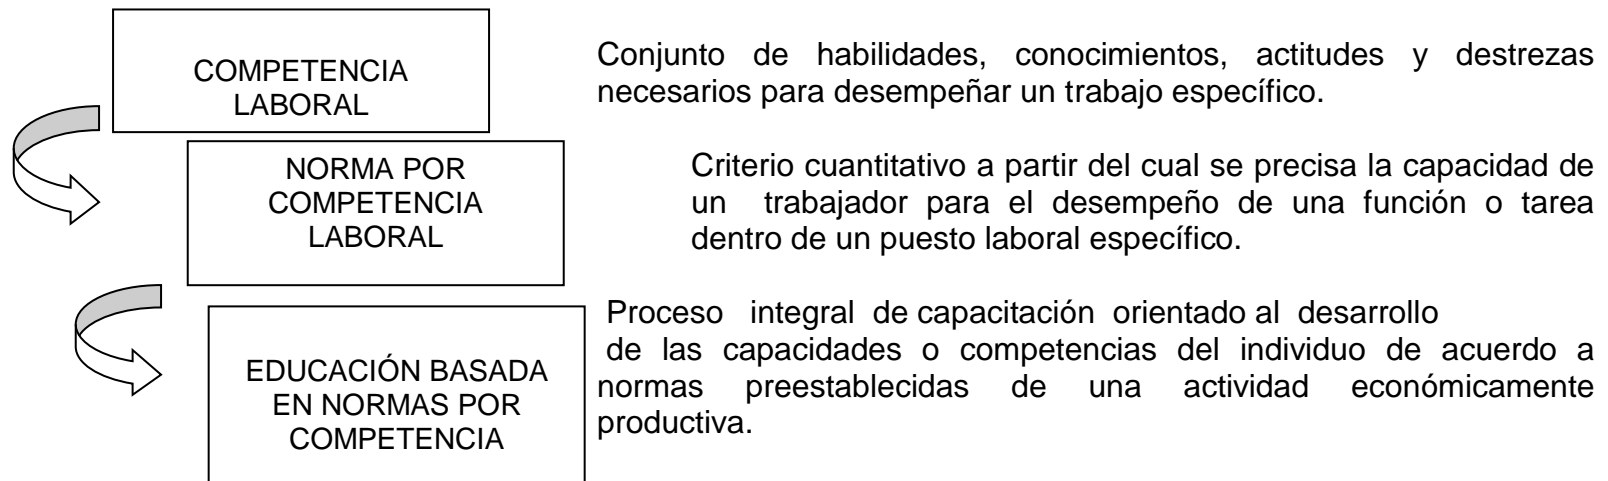 COMPETENCIA
LABORAL
Conjunto de habilidades, conocimientos, actitudes y destrezas
necesarios para desempeñar un trabajo específico.
NORMA POR
COMPETENCIA
LABORAL
Criterio cuantitativo a partir del cual se precisa la capacidad de
un trabajador para el desempeño de una función o tarea
dentro de un puesto laboral específico.
EDUCACIÓN BASADA
EN NORMAS POR
COMPETENCIA
Proceso integral de capacitación orientado al desarrollo
de las capacidades o competencias del individuo de acuerdo a
normas preestablecidas de una actividad económicamente
productiva.